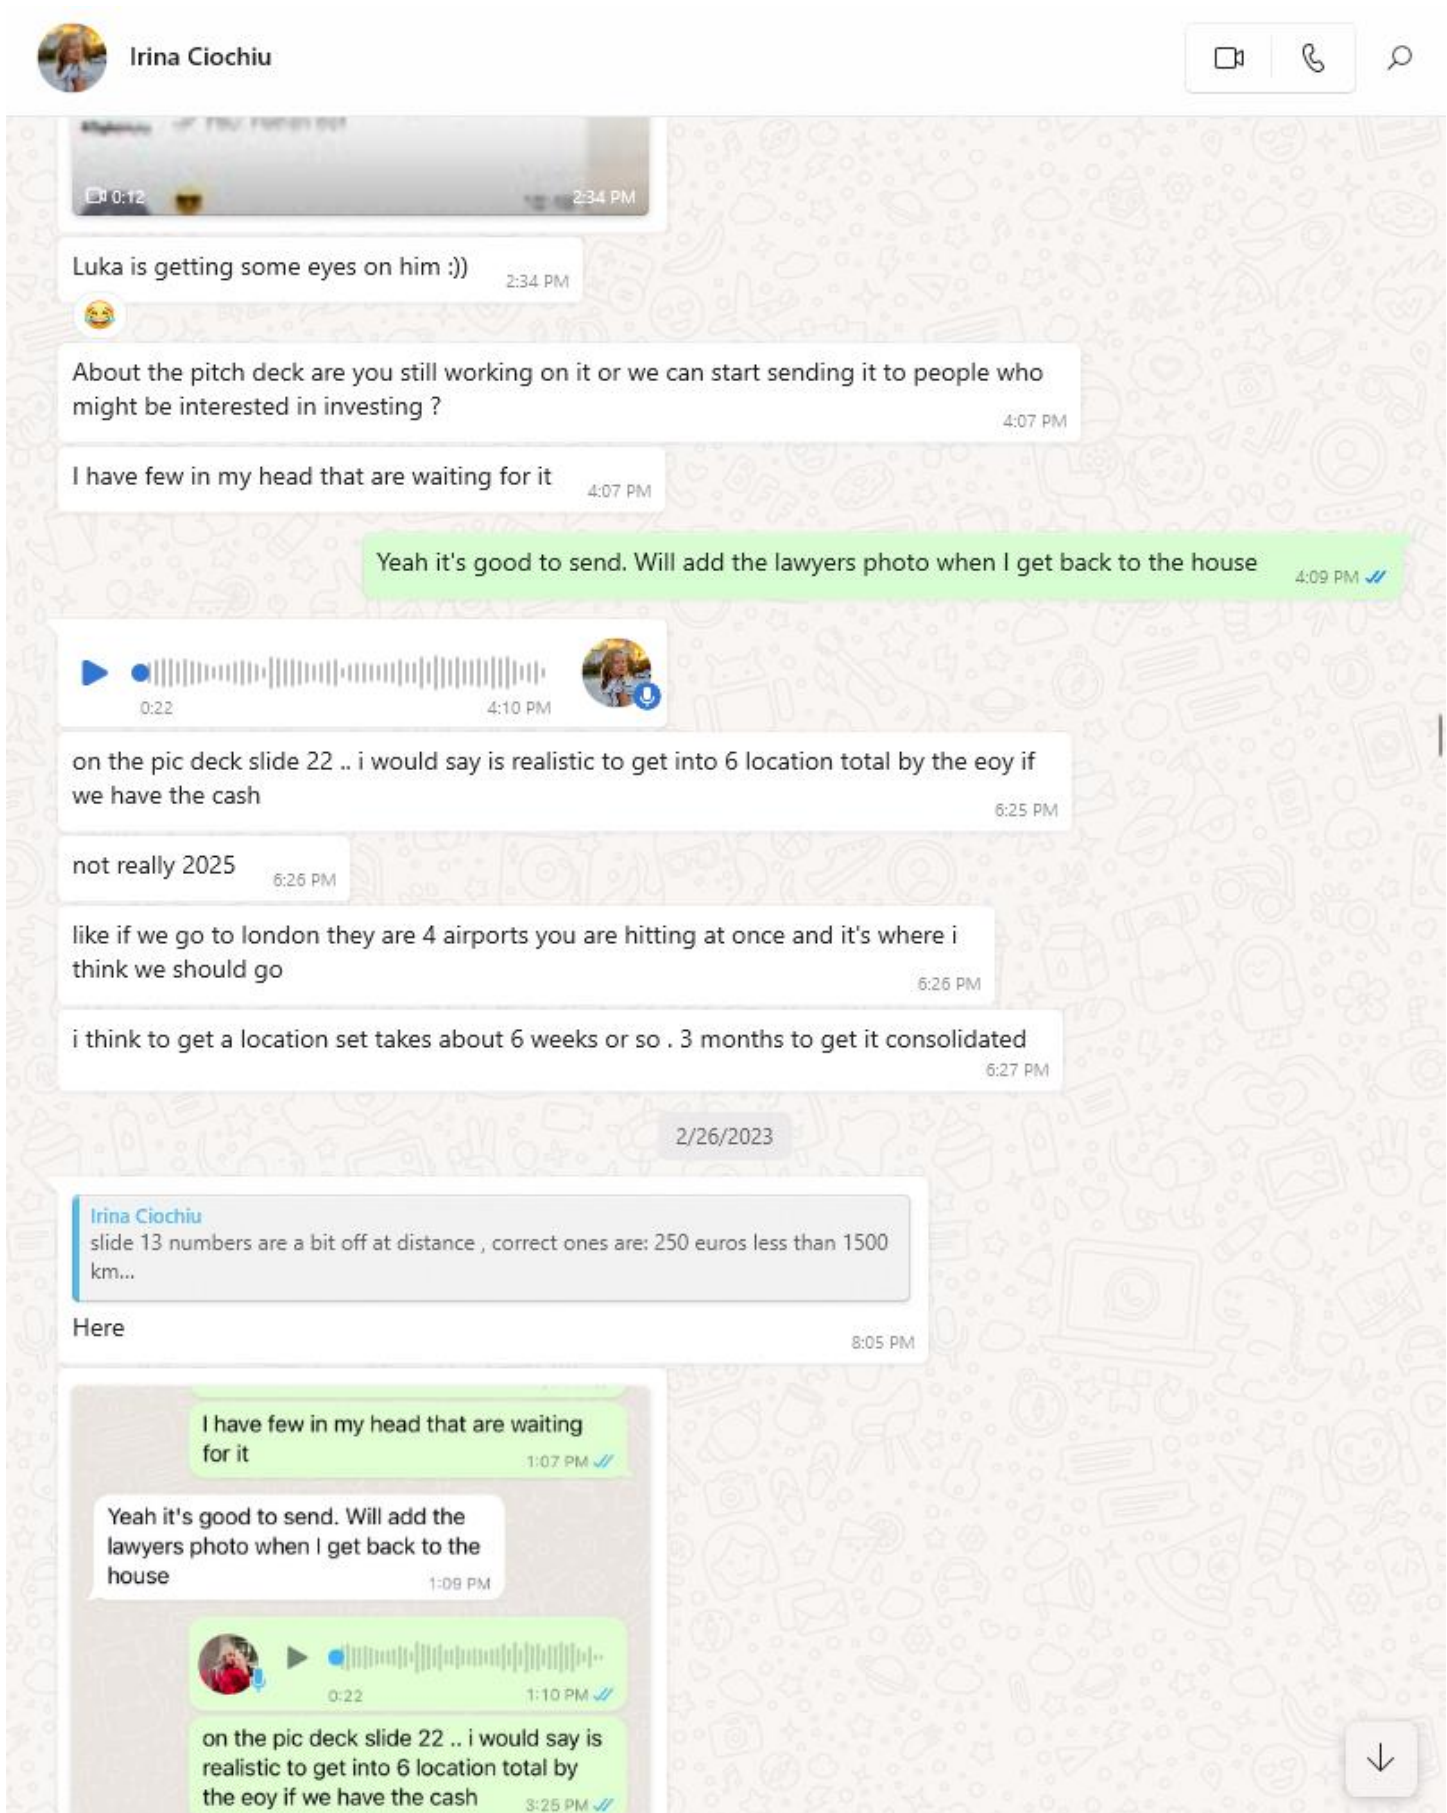 Irina Ciochiu
0:12
2:34 PM
Luka is getting some eyes on him :))
2:34 PM
About the pitch deck are you still working on it or we can start sending it to people who
might be interested in investing ?
4:07 PM
I have few in my head that are waiting for it
4:07 PM
Yeah it's good to send. Will add the lawyers photo when I get back to the house
4:09 PM
0:22
4:10 PM
on the pic deck slide 22 .. i would say is realistic to get into 6 location total by the eoy if
we have the cash
6:25 PM
not really 2025
6:26 PM
like if we go to london they are 4 airports you are hitting at once and it's where i
think we should go
6:26 PM
i think to get a location set takes about 6 weeks or so . 3 months to get it consolidated
6:27 PM
2/26/2023
Irina Ciochiu
slide 13 numbers are a bit off at distance , correct ones are: 250 euros less than 1500
km...
Here
8:05 PM
I have few in my head that are waiting
for it
1:07 PM
Yeah it's good to send. Will add the
lawyers photo when I get back to the
house
1:09 PM
0:22
1:10 PM
on the pic deck slide 22 .. i would say is
realistic to get into 6 location total by
the eoy if we have the cash
3:25 PM